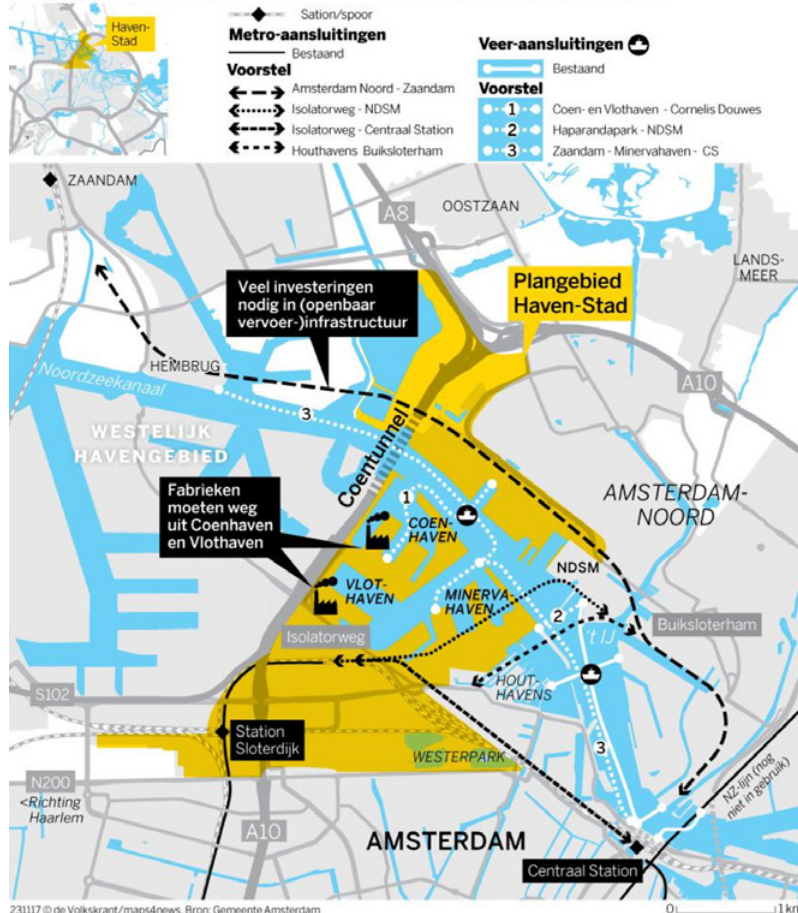 Haven-
Stad
Sation/spoor
Metro-aansluitingen
Bestaand
Voorstel
Amsterdam Noord - Zaandam
Isolatorweg - NDSM
Isolatorweg - Centraal Station
Houthavens Buiksloterham
Veer-aansluitingen
Bestaand
Voorstel
1 Coen- en Vlothaven - Cornelis Douwes
2 Haparandapark - NDSM
3 Zaandam - Minervahaven - CS
ZAANDAM
A8
OOSTZAAN
LANDS-
MEER
Veel investeringen
nodig in (openbaar
vervoer-)infrastructuur
Plangebied
Haven-Stad
HEMBRUG
Noordzeekanaal
A10
3
WESTELIJK
HAVENGEBIED
Coentunnel
Fabrieken
moeten weg
uit Coenhaven
en Vlothaven
1
COEN-
HAVEN
AMSTERDAM-
NOORD
VLOT-
HAVEN
MINERVA-
HAVEN
NDSM
2
't IJ
Buiksloterham
Isolatorweg
HOUT-
HAVENS
S102
Station
Sloterdijk
3
WESTERPARK
N200
<Richting
Haarlem
NZ-lijn (nog
niet in gebruik)
A10
AMSTERDAM
Centraal Station
231117 © de Volkskrant/maps4news. Bron: Gemeente Amsterdam
0 1 km